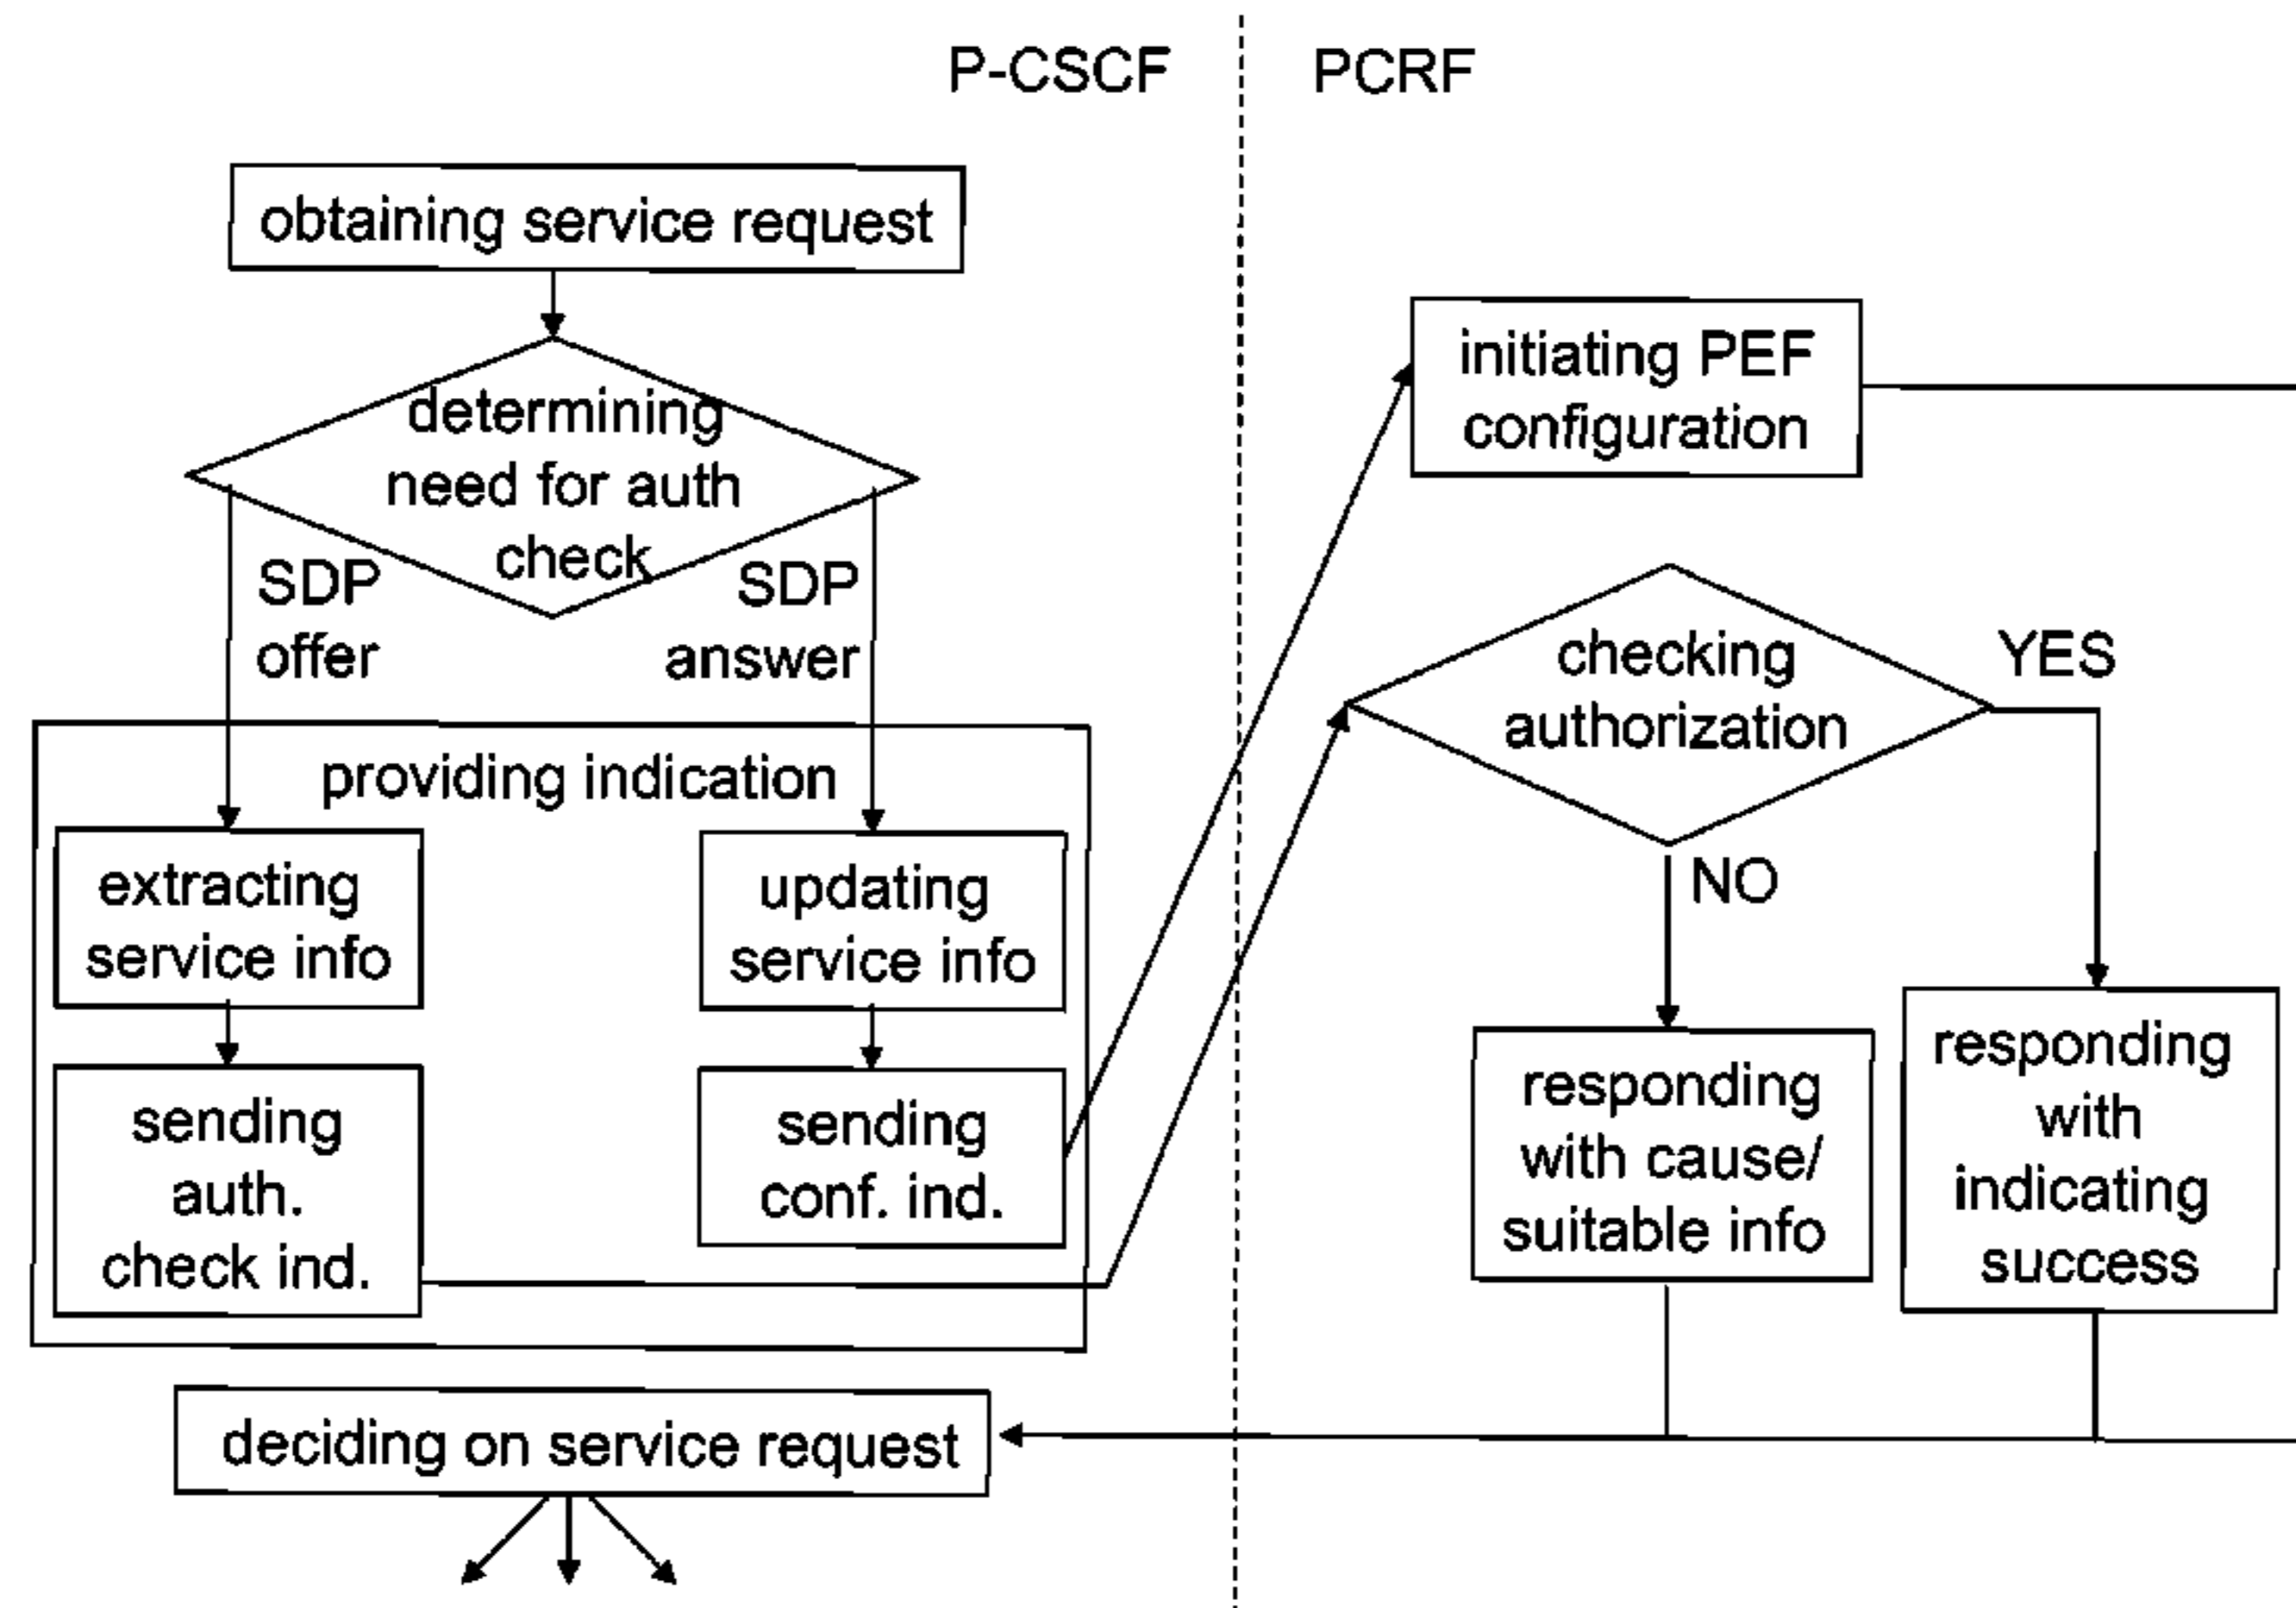 P-CSCF
PCRF
obtaining service request
determining
need for auth
check
SDP
offer
SDP
answer
providing indication
extracting
service info
updating
service info
sending
auth.
check ind.
sending
conf. ind.
deciding on service request
initiating PEF
configuration
checking
authorization
YES
NO
responding
with cause/
suitable info
responding
with
indicating
success